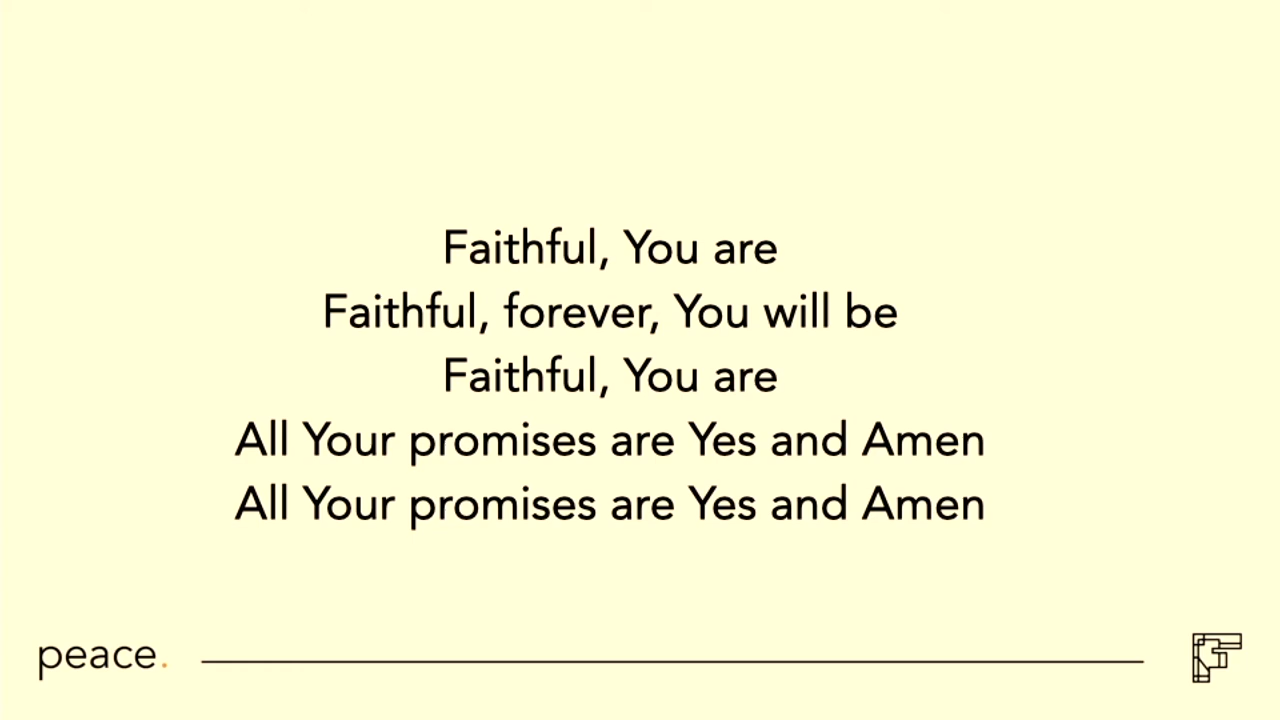 Faithful, You are
Faithful, forever, You will be
Faithful, You are
All Your promises are Yes and Amen
All Your promises are Yes and Amen
peace.